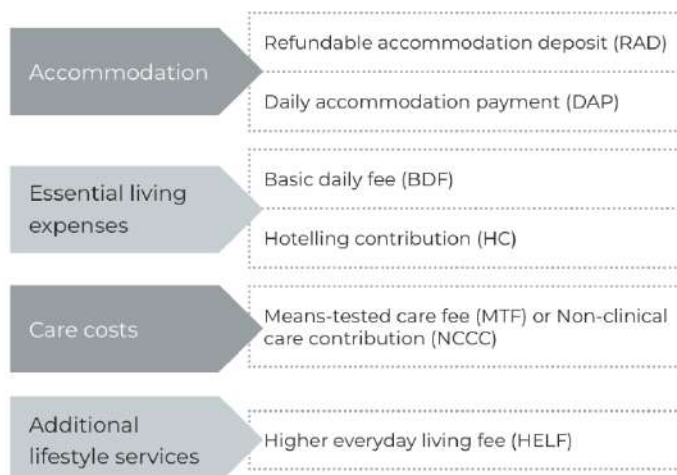 Accommodation
Refundable accommodation deposit (RAD)
Daily accommodation payment (DAP)
Essential living
expenses
Basic daily fee (BDF)
Hotelling contribution (HC)
Care costs
Means-tested care fee (MTF) or Non-clinical
care contribution (NCCC)
Additional
lifestyle services
Higher everyday living fee (HELF)